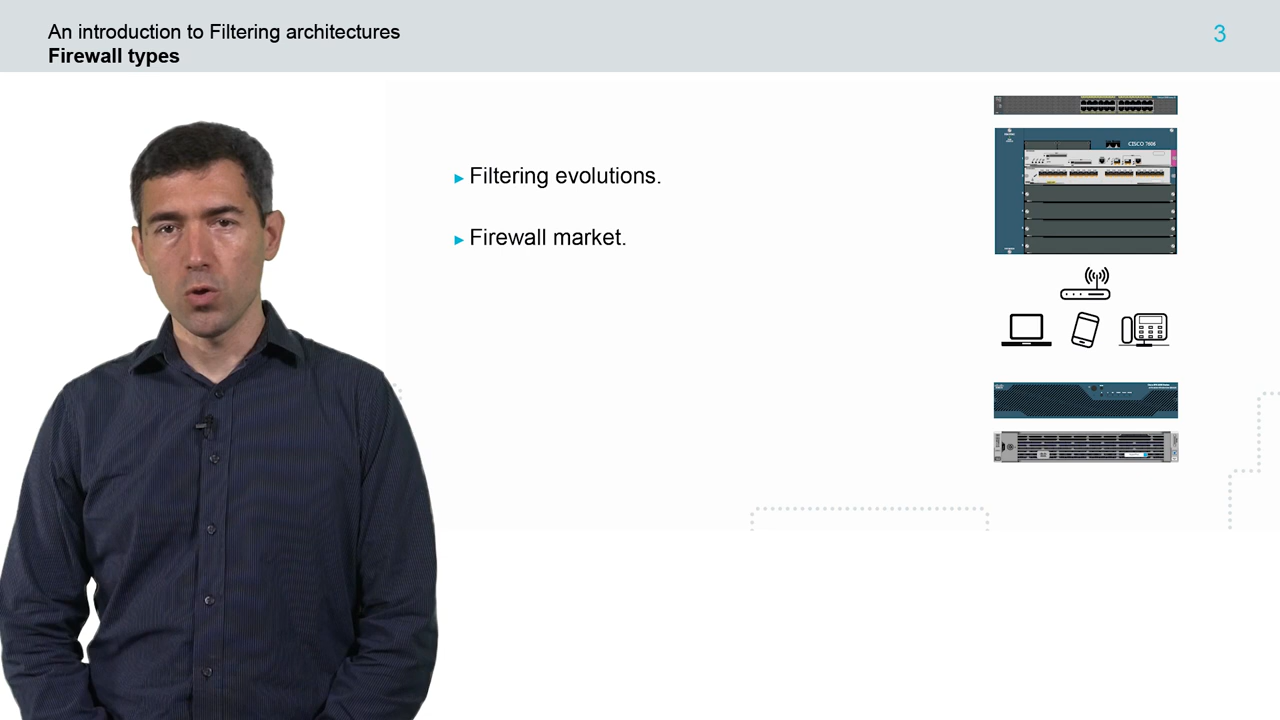 An introduction to Filtering architectures
Firewall types
3
▸ Filtering evolutions.
▸ Firewall market.
CISCO 7606